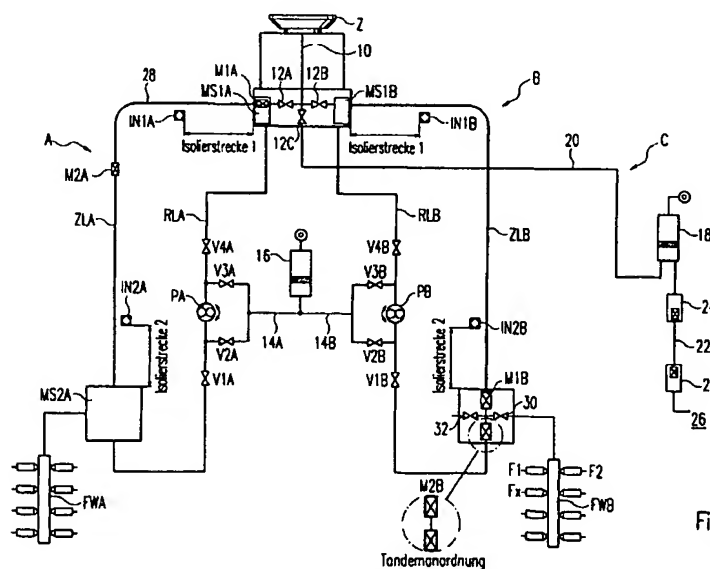 Z
10
12A
12B
M1A
MS1A
MS1B
28
B
IN1A
IN1B
Isolierstrecke 1
Isolierstrecke 1
12C
A
M2A
20
C
RLA
RLB
ZLA
ZLB
18
V4A
V4B
16
V3A
V3B
PA
PB
IN2A
IN2B
22
14A
14B
V2A
V2B
Isolierstrecke 2
Isolierstrecke 2
V1A
V1B
M1B
MS2A
30
32
26
F1
F2
Fx
M2B
FWA
FWB
Tandemanordnung